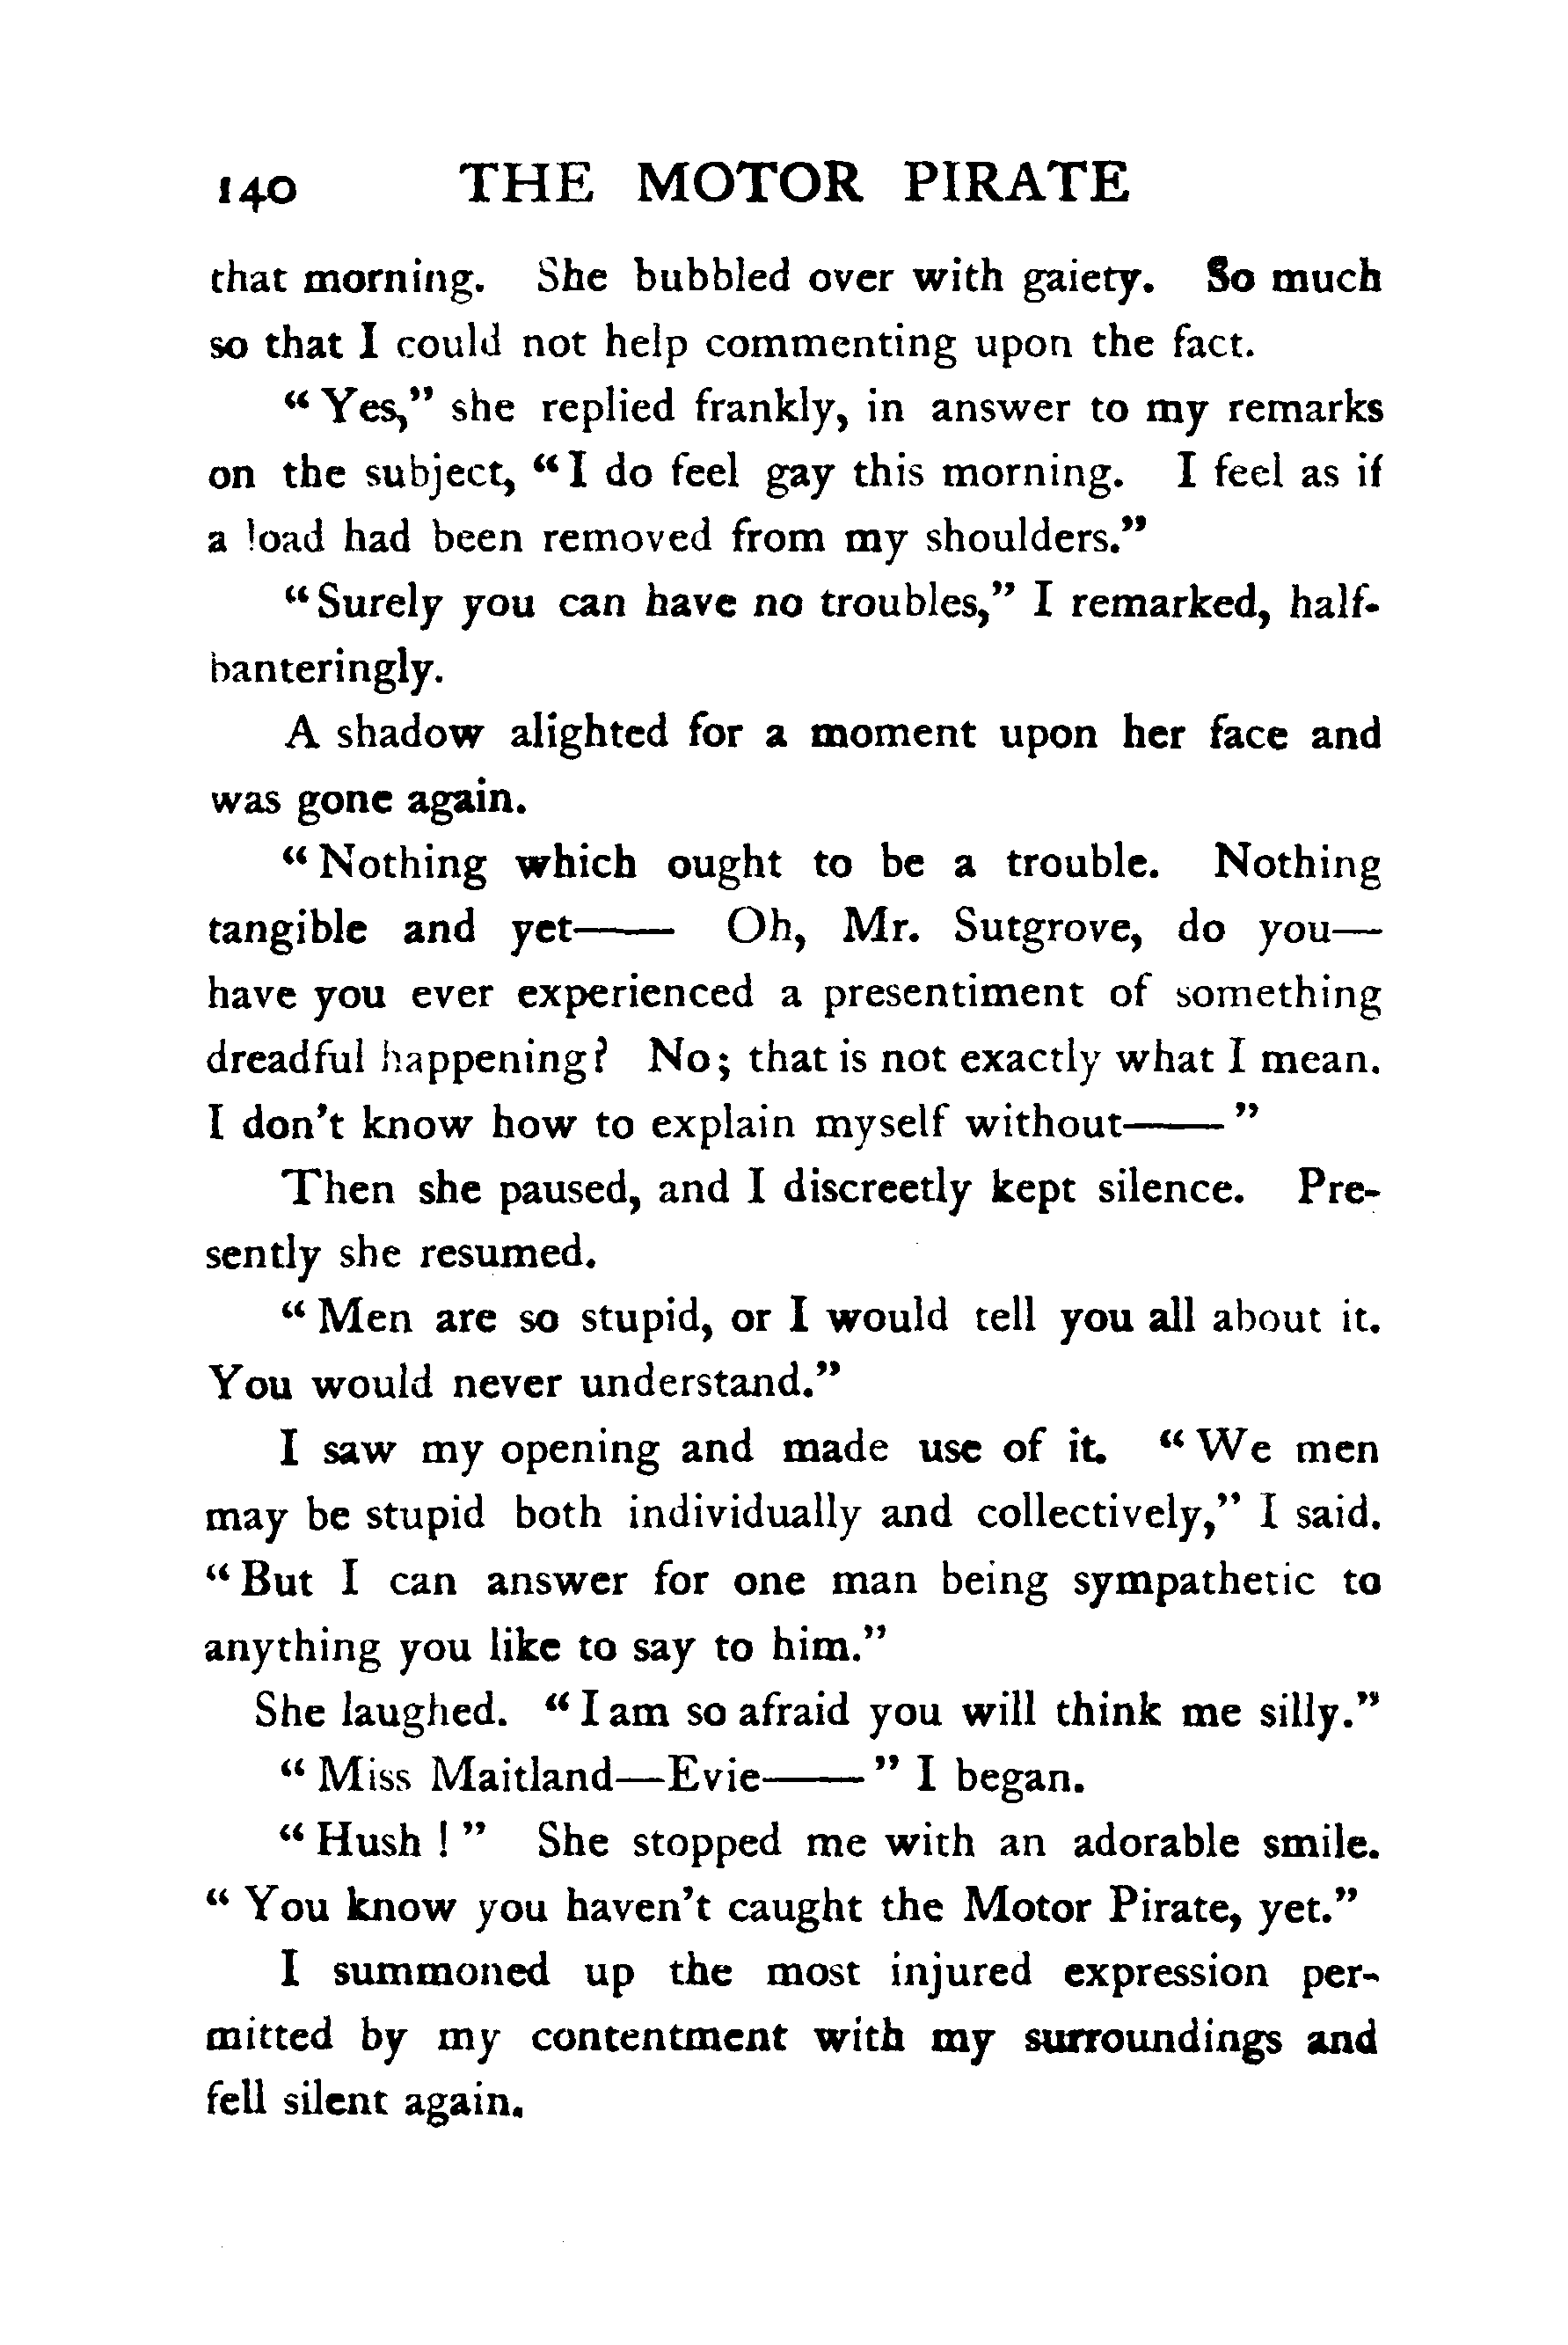 140 THE MOTOR PIRATE
that morning. She bubbled over with gaiety. So much
so that I could not help commenting upon the fact.
“Yes,” she replied frankly, in answer to my remarks
on the subject, “I do feel gay this morning. I feel as if
a load had been removed from my shoulders.”
“Surely you can have no troubles,” I remarked, half-
banteringly.
A shadow alighted for a moment upon her face and
was gone again.
“Nothing which ought to be a trouble. Nothing
tangible and yet—— Oh, Mr. Sutgrove, do you—
have you ever experienced a presentiment of something
dreadful happening? No; that is not exactly what I mean.
I don’t know how to explain myself without——”
Then she paused, and I discreetly kept silence. Pre-
sently she resumed.
“Men are so stupid, or I would tell you all about it.
You would never understand.”
I saw my opening and made use of it. “We men
may be stupid both individually and collectively,” I said.
“But I can answer for one man being sympathetic to
anything you like to say to him.”
She laughed. “I am so afraid you will think me silly.”
“Miss Maitland—Evie——” I began.
“Hush!” She stopped me with an adorable smile.
“You know you haven’t caught the Motor Pirate, yet.”
I summoned up the most injured expression per-
mitted by my contentment with my surroundings and
fell silent again.